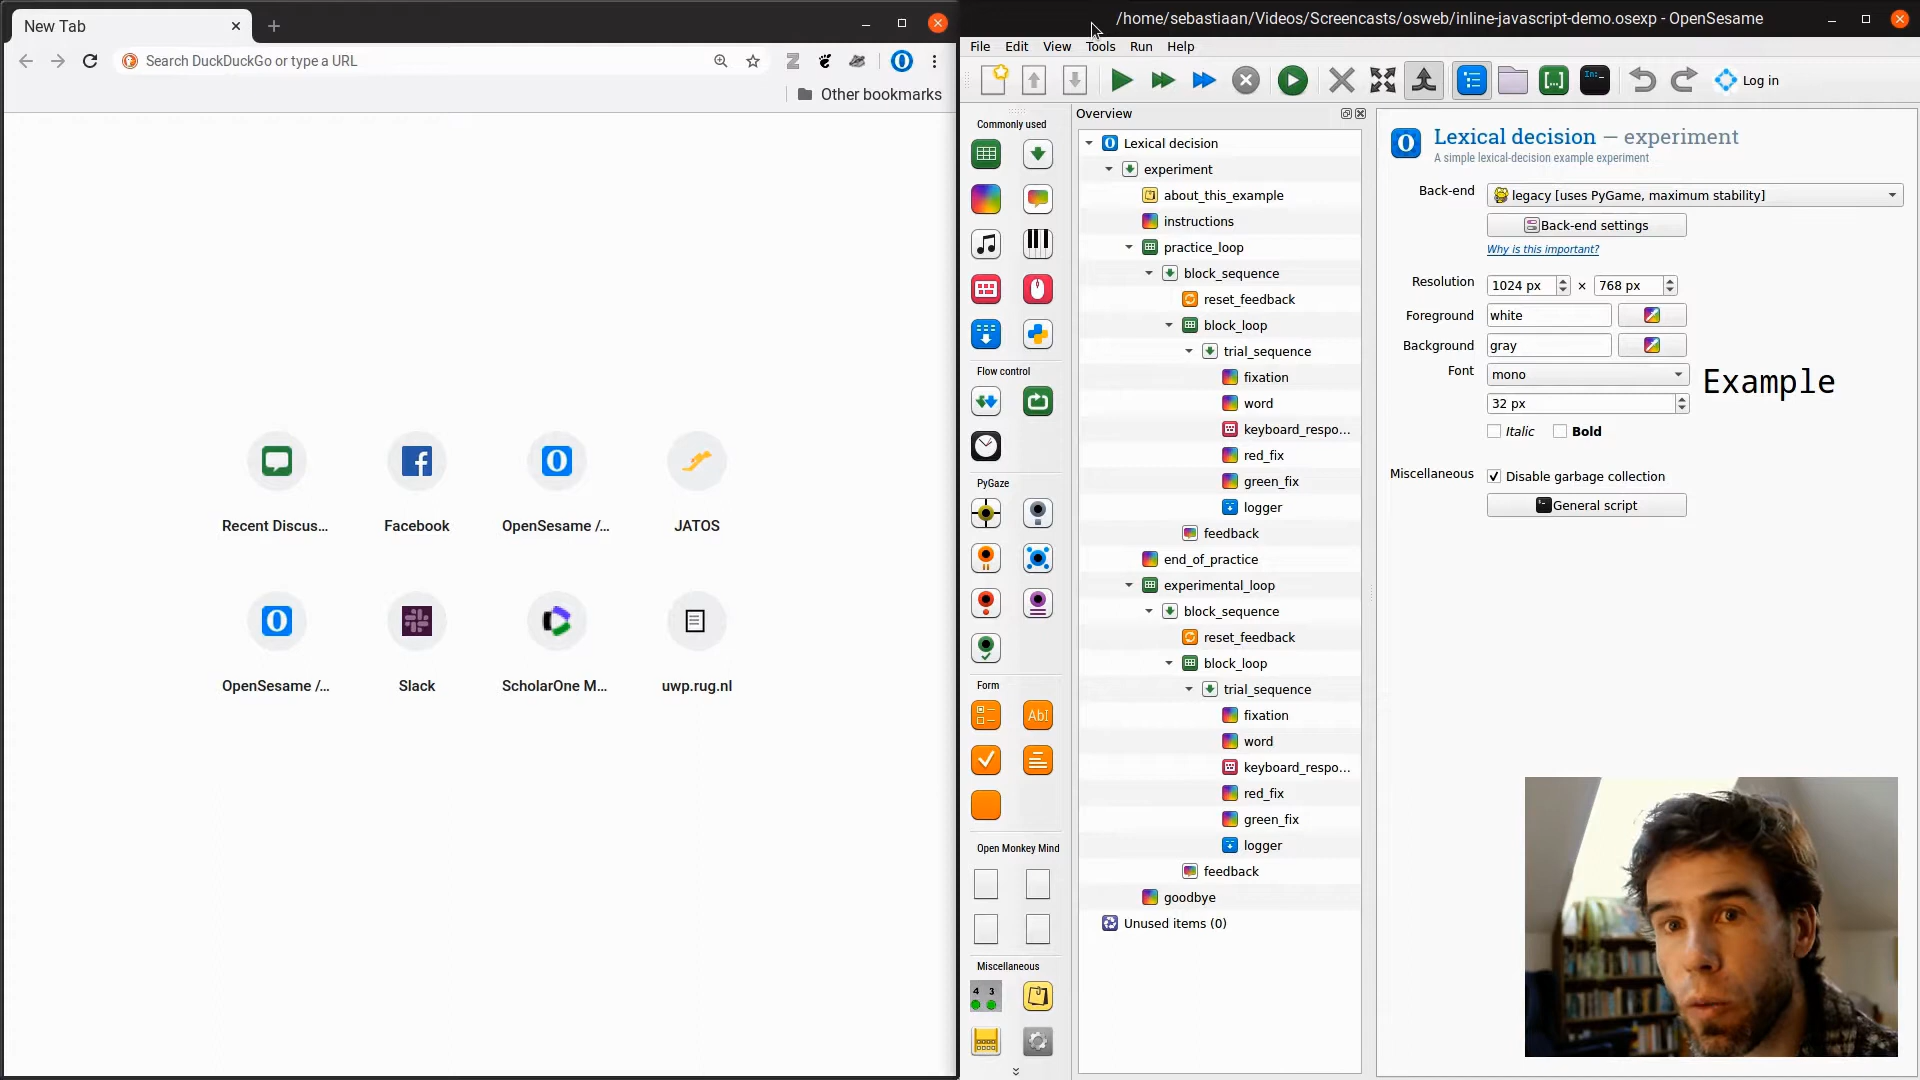 New Tab
Search DuckDuckGo or type a URL
Other bookmarks
Recent Discus...
Facebook
OpenSesame /...
JATOS
OpenSesame /...
Slack
ScholarOne M...
uwp.rug.nl
/home/sebastiaan/Videos/Screencasts/osweb/inline-javascript-demo.osexp - OpenSesame
File Edit View Tools Run Help
Log in
Commonly used
Flow control
PyGaze
Form
AbI
Open Monkey Mind
Miscellaneous
4 3
Overview
Lexical decision
experiment
about_this_example
instructions
practice_loop
block_sequence
reset_feedback
block_loop
trial_sequence
fixation
word
keyboard_respo...
red_fix
green_fix
logger
feedback
end_of_practice
experimental_loop
block_sequence
reset_feedback
block_loop
trial_sequence
fixation
word
keyboard_respo...
red_fix
green_fix
logger
feedback
goodbye
Unused items (0)
Lexical decision — experiment
A simple lexical-decision example experiment
Back-end legacy [uses PyGame, maximum stability]
Back-end settings
Why is this important?
Resolution 1024 px × 768 px
Foreground white
Background gray
Font mono
32 px
Example
Italic Bold
Miscellaneous Disable garbage collection
General script